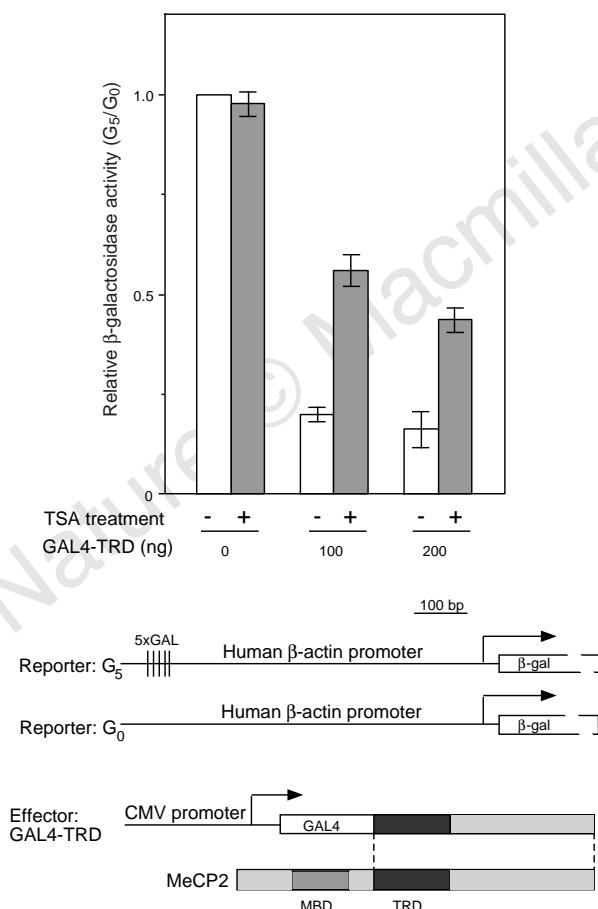 Relative β-galactosidase activity (G5/G0)
1.0
0.5
0
TSA treatment - + - + - +
GAL4-TRD (ng) 0 100 200
100 bp
5xGAL
Human β-actin promoter
Reporter: G5
β-gal
Human β-actin promoter
Reporter: G0
β-gal
Effector:
GAL4-TRD
CMV promoter
GAL4
MeCP2
MBD TRD
Nature © Macmilla